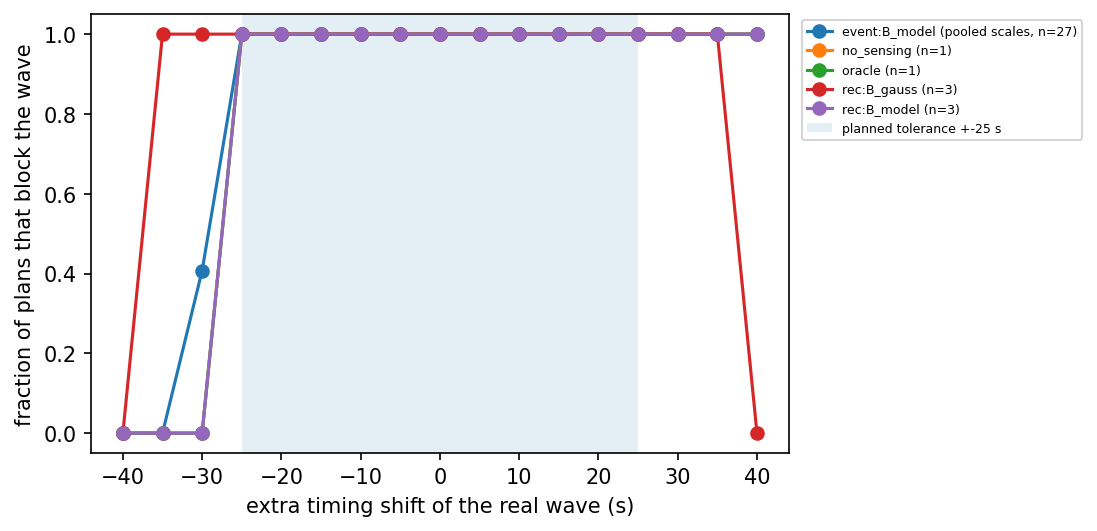 fraction of plans that block the wave
1.0
0.8
0.6
0.4
0.2
0.0
−40 −30 −20 −10 0 10 20 30 40
extra timing shift of the real wave (s)
event:B_model (pooled scales, n=27)
no_sensing (n=1)
oracle (n=1)
rec:B_gauss (n=3)
rec:B_model (n=3)
planned tolerance +-25 s